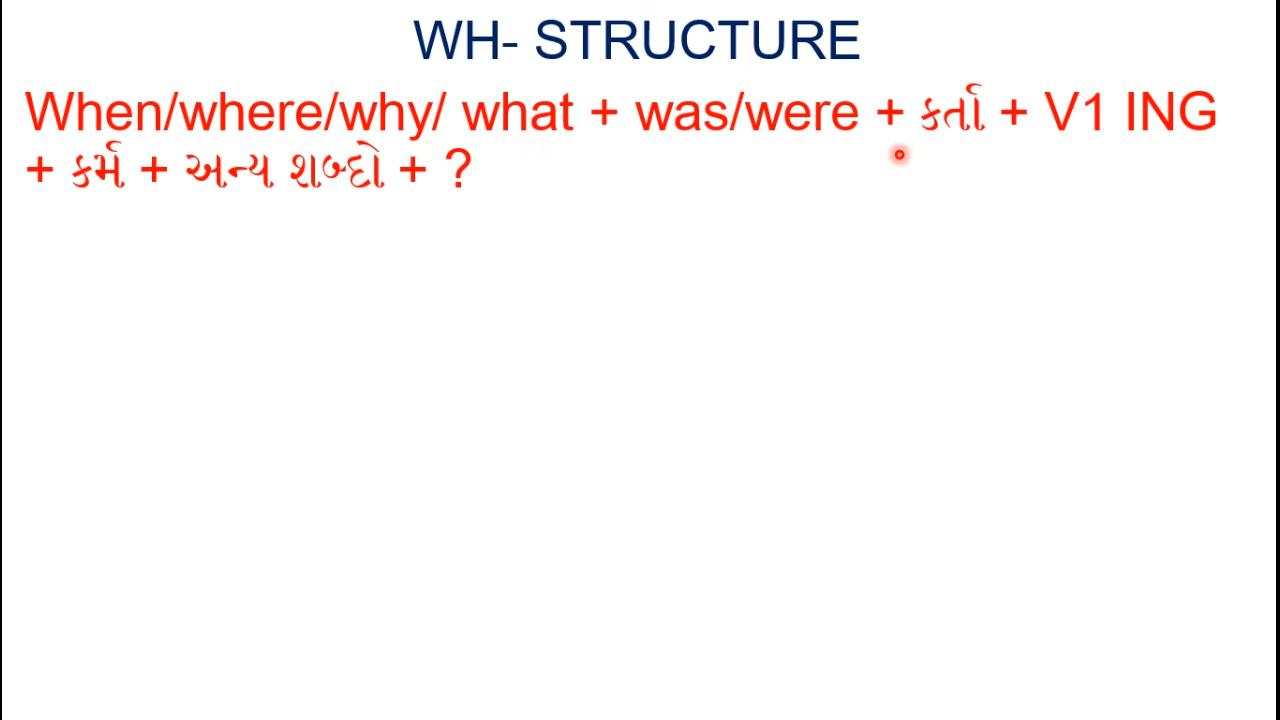 WH- STRUCTURE
When/where/why/ what + was/were + કર્તા + V1 ING
+ કર્મ + અન્ય શબ્દો + ?